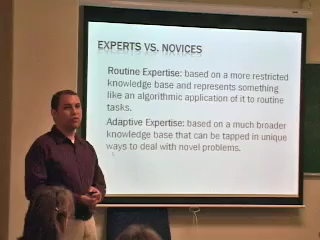 EXPERTS VS. NOVICES
Routine Expertise: based on a more restricted
knowledge base and represents something
like an algorithmic application of it to routine
tasks.
Adaptive Expertise: based on a much broader
knowledge base that can be tapped in unique
ways to deal with novel problems.